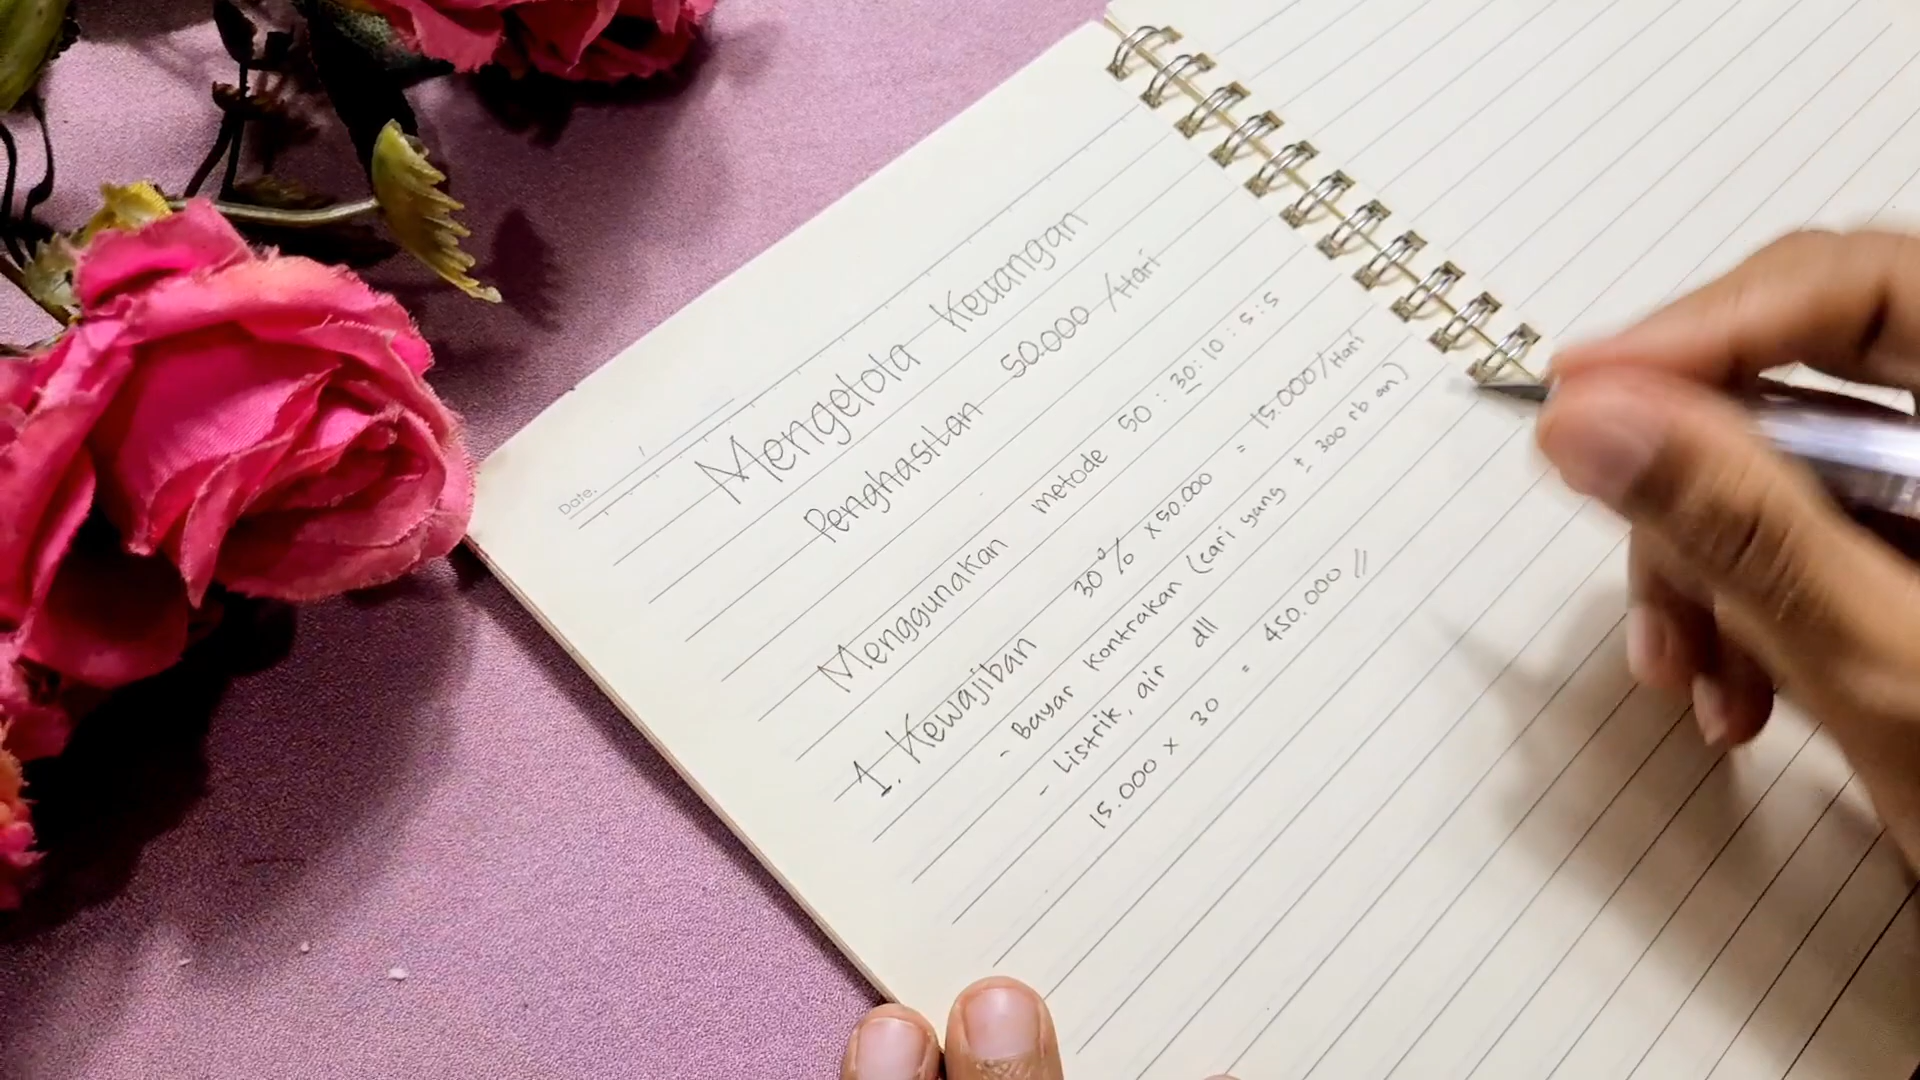 Date.
Mengelola Keuangan
Penghasilan 50.000 /Hari
Menggunakan metode 50 : 30 : 10 : 5 : 5
1. Kewajiban 30% x 50.000 = 15.000/Hari
- Bayar Kontrakan (cari yang ± 300 rb an)
- Listrik, air dll
15.000 x 30 = 450.000 //